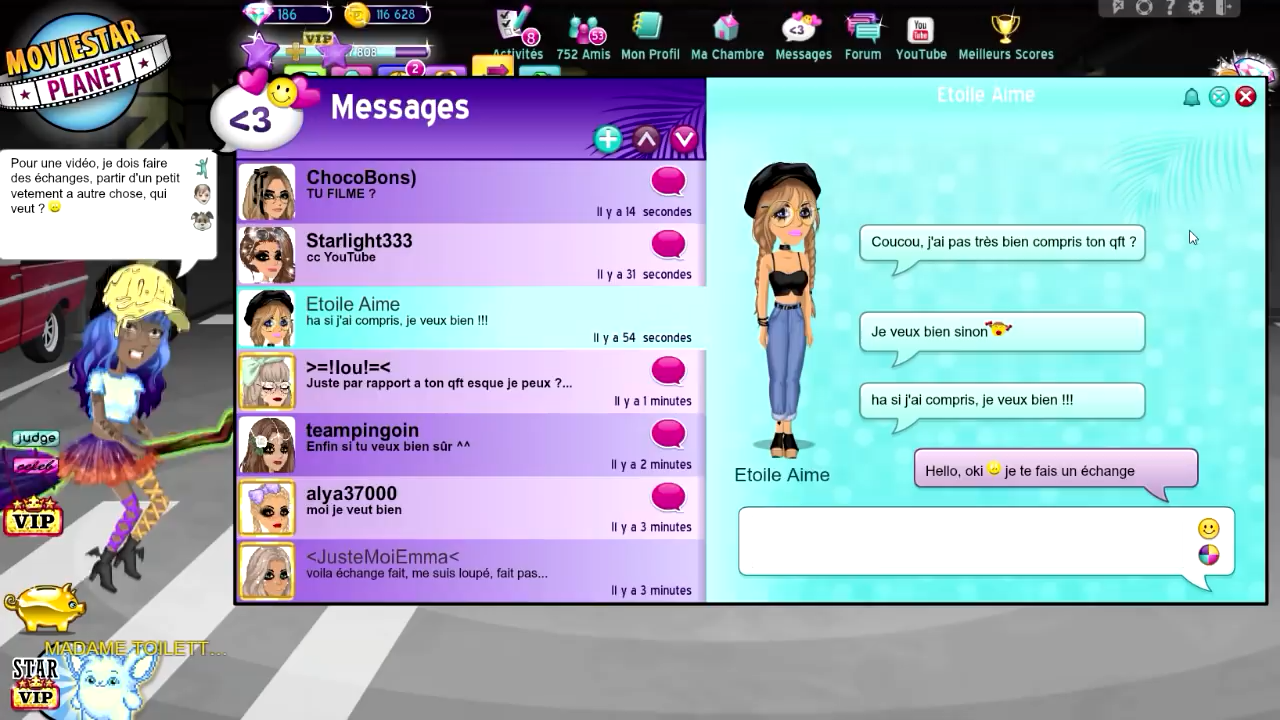 186
116 628
VIP
808
MOVIESTAR
PLANET
8
53
2
Activités
752 Amis
Mon Profil
Ma Chambre
<3
Messages
Forum
You
Tube
YouTube
Meilleurs Scores
<3
Messages
Etoile Aime
Pour une vidéo, je dois faire
des échanges, partir d'un petit
vetement a autre chose, qui
veut ?
ChocoBons)
TU FILME ?
Il y a 14 secondes
Starlight333
cc YouTube
Il y a 31 secondes
Etoile Aime
ha si j'ai compris, je veux bien !!!
Il y a 54 secondes
>=!lou!=<
Juste par rapport a ton qft esque je peux ?...
Il y a 1 minutes
teampingoin
Enfin si tu veux bien sûr ^^
Il y a 2 minutes
alya37000
moi je veut bien
Il y a 3 minutes
<JusteMoiEmma<
voila échange fait, me suis loupé, fait pas...
Il y a 3 minutes
Coucou, j'ai pas très bien compris ton qft ?
Je veux bien sinon
ha si j'ai compris, je veux bien !!!
Hello, oki je te fais un échange
Etoile Aime
judge
celeb
VIP
MADAME TOILETT...
STAR
VIP